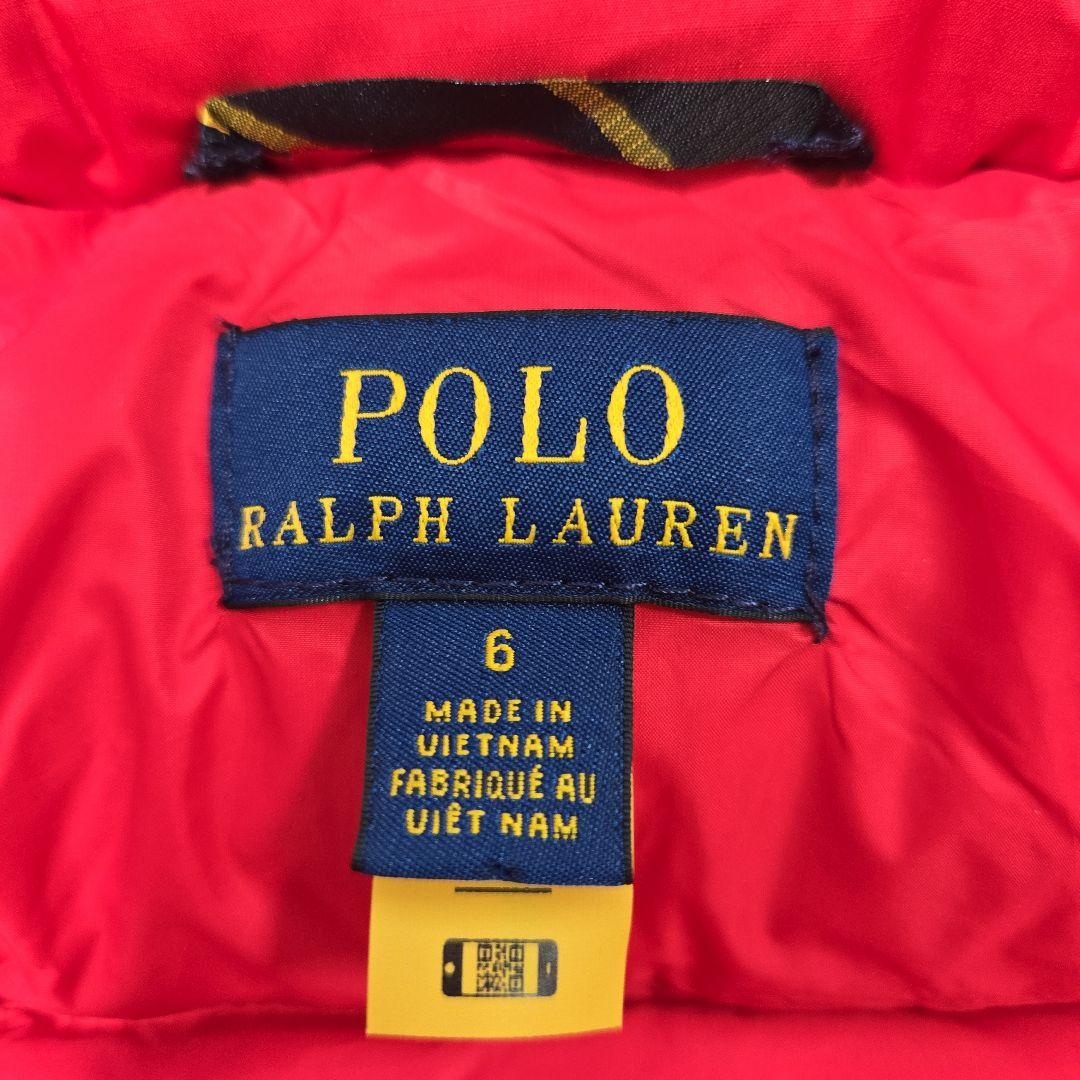 POLO
RALPH LAUREN
6
MADE IN
VIETNAM
FABRIQUÉ AU
VIÊT NAM